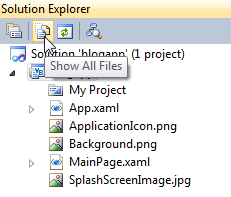 Solution Explorer
Solution 'blogapp' (1 project)
Show All Files
My Project
App.xaml
ApplicationIcon.png
Background.png
MainPage.xaml
SplashScreenImage.jpg